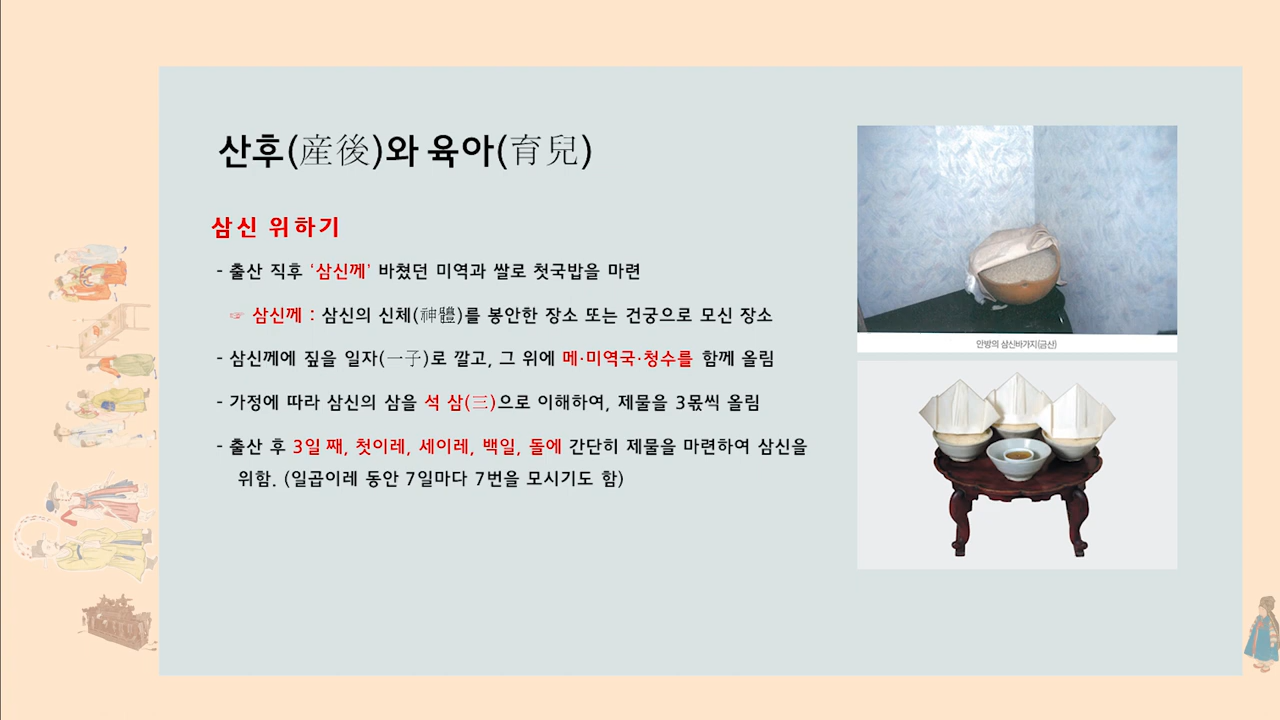 산후(産後)와 육아(育兒)
삼신 위하기
- 출산 직후 ‘삼신께’ 바쳤던 미역과 쌀로 첫국밥을 마련
☞ 삼신께 : 삼신의 신체(神體)를 봉안한 장소 또는 건궁으로 모신 장소
- 삼신께에 짚을 일자(一子)로 깔고, 그 위에 메·미역국·청수를 함께 올림
- 가정에 따라 삼신의 삼을 석 삼(三)으로 이해하여, 제물을 3몫씩 올림
- 출산 후 3일 째, 첫이레, 세이레, 백일, 돌에 간단히 제물을 마련하여 삼신을
위함. (일곱이레 동안 7일마다 7번을 모시기도 함)
안방의 삼신바가지(금산)